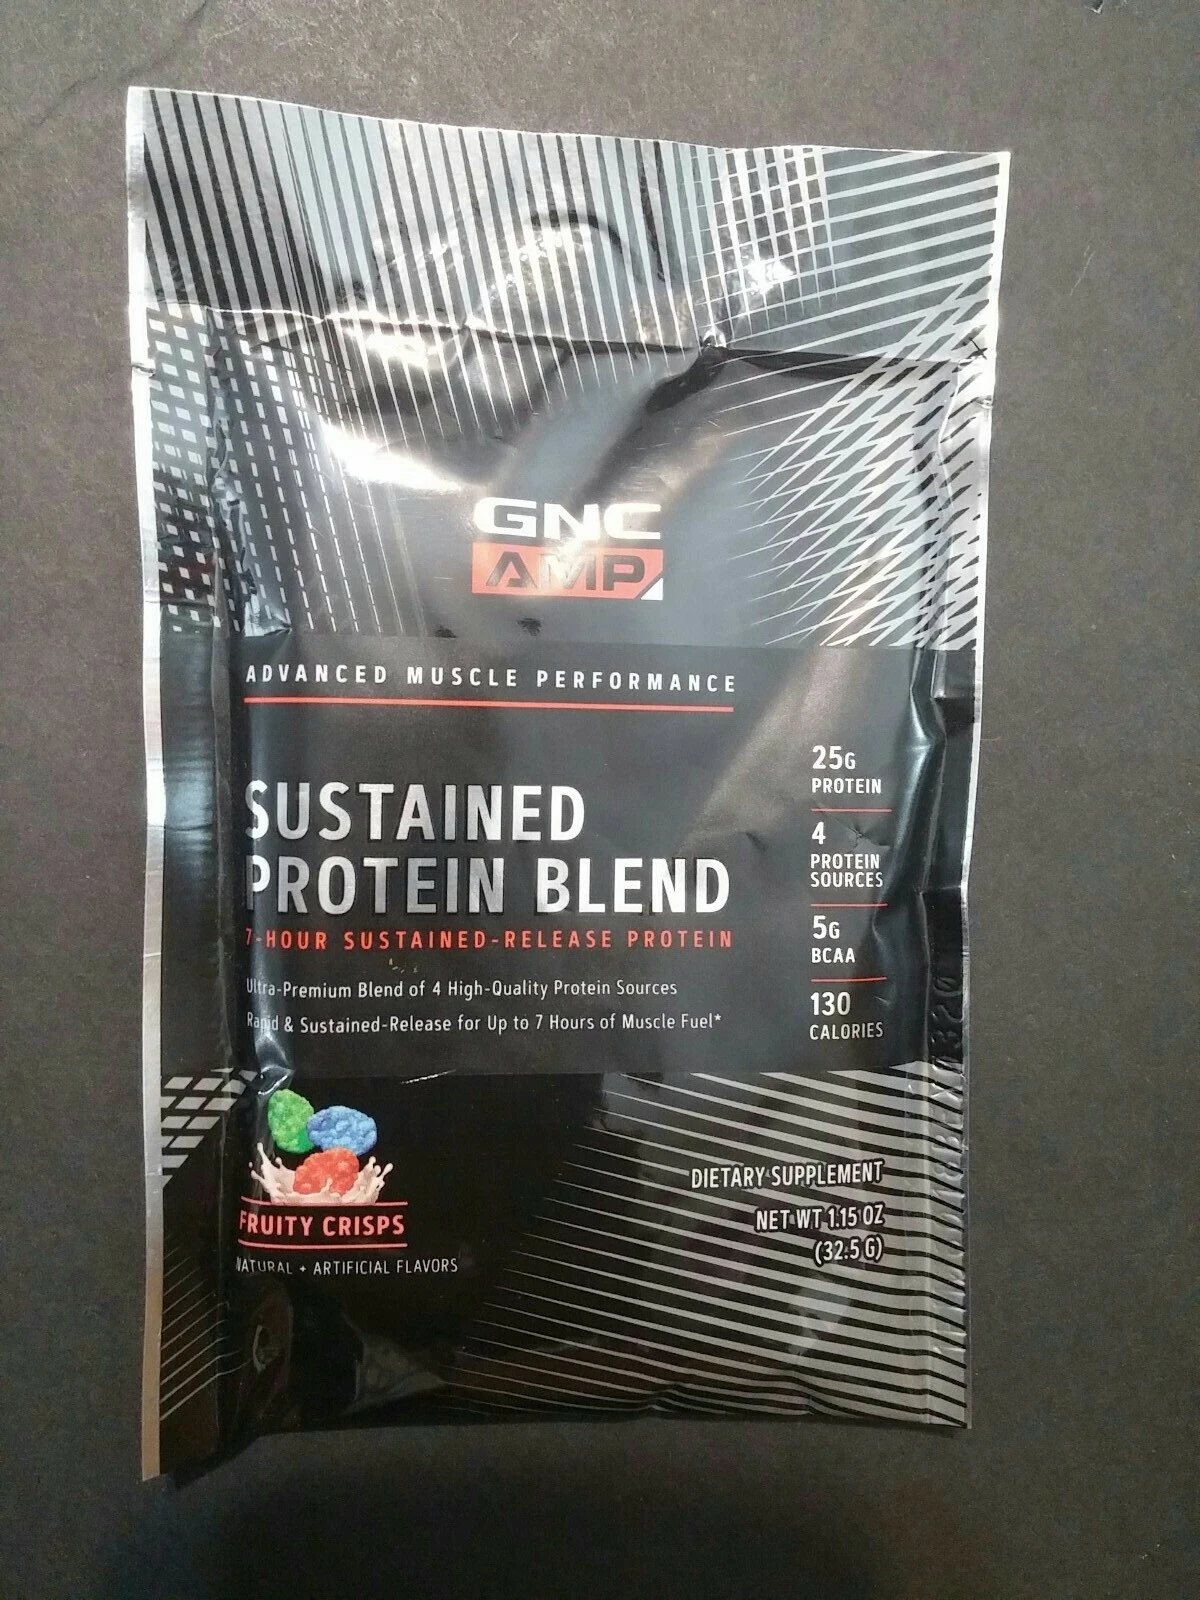 GNC
AMP
ADVANCED MUSCLE PERFORMANCE
SUSTAINED
PROTEIN BLEND
7-HOUR SUSTAINED-RELEASE PROTEIN
Ultra-Premium Blend of 4 High-Quality Protein Sources
Rapid & Sustained-Release for Up to 7 Hours of Muscle Fuel*
25G
PROTEIN
4
PROTEIN
SOURCES
5G
BCAA
130
CALORIES
FRUITY CRISPS
NATURAL + ARTIFICIAL FLAVORS
DIETARY SUPPLEMENT
NET WT 1.15 OZ
(32.5 G)